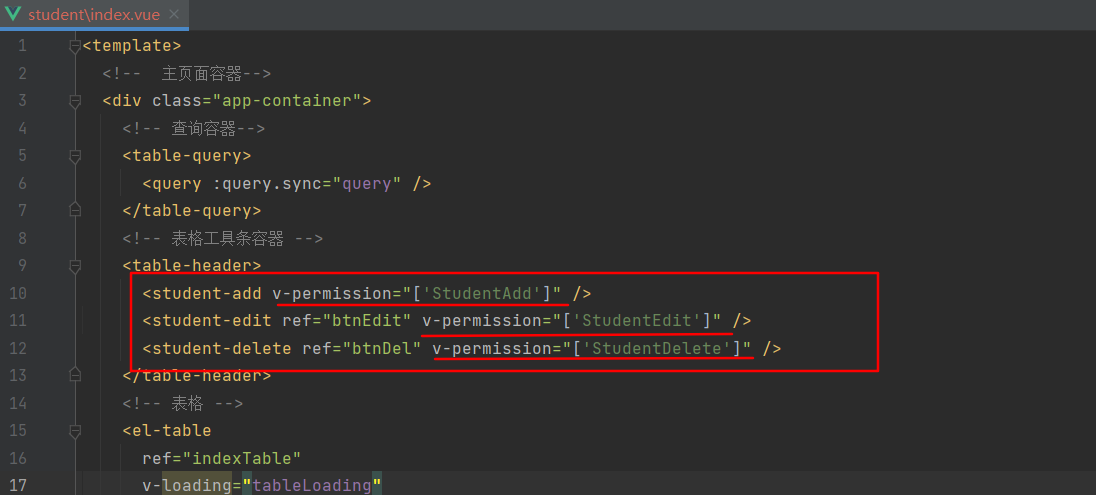 student\index.vue
1 <template>
2 <!--  主页面容器-->
3 <div class="app-container">
4 <!-- 查询容器-->
5 <table-query>
6 <query :query.sync="query" />
7 </table-query>
8 <!-- 表格工具条容器 -->
9 <table-header>
10 <student-add v-permission="['StudentAdd']" />
11 <student-edit ref="btnEdit" v-permission="['StudentEdit']" />
12 <student-delete ref="btnDel" v-permission="['StudentDelete']" />
13 </table-header>
14 <!-- 表格 -->
15 <el-table
16 ref="indexTable"
17 v-loading="tableLoading"